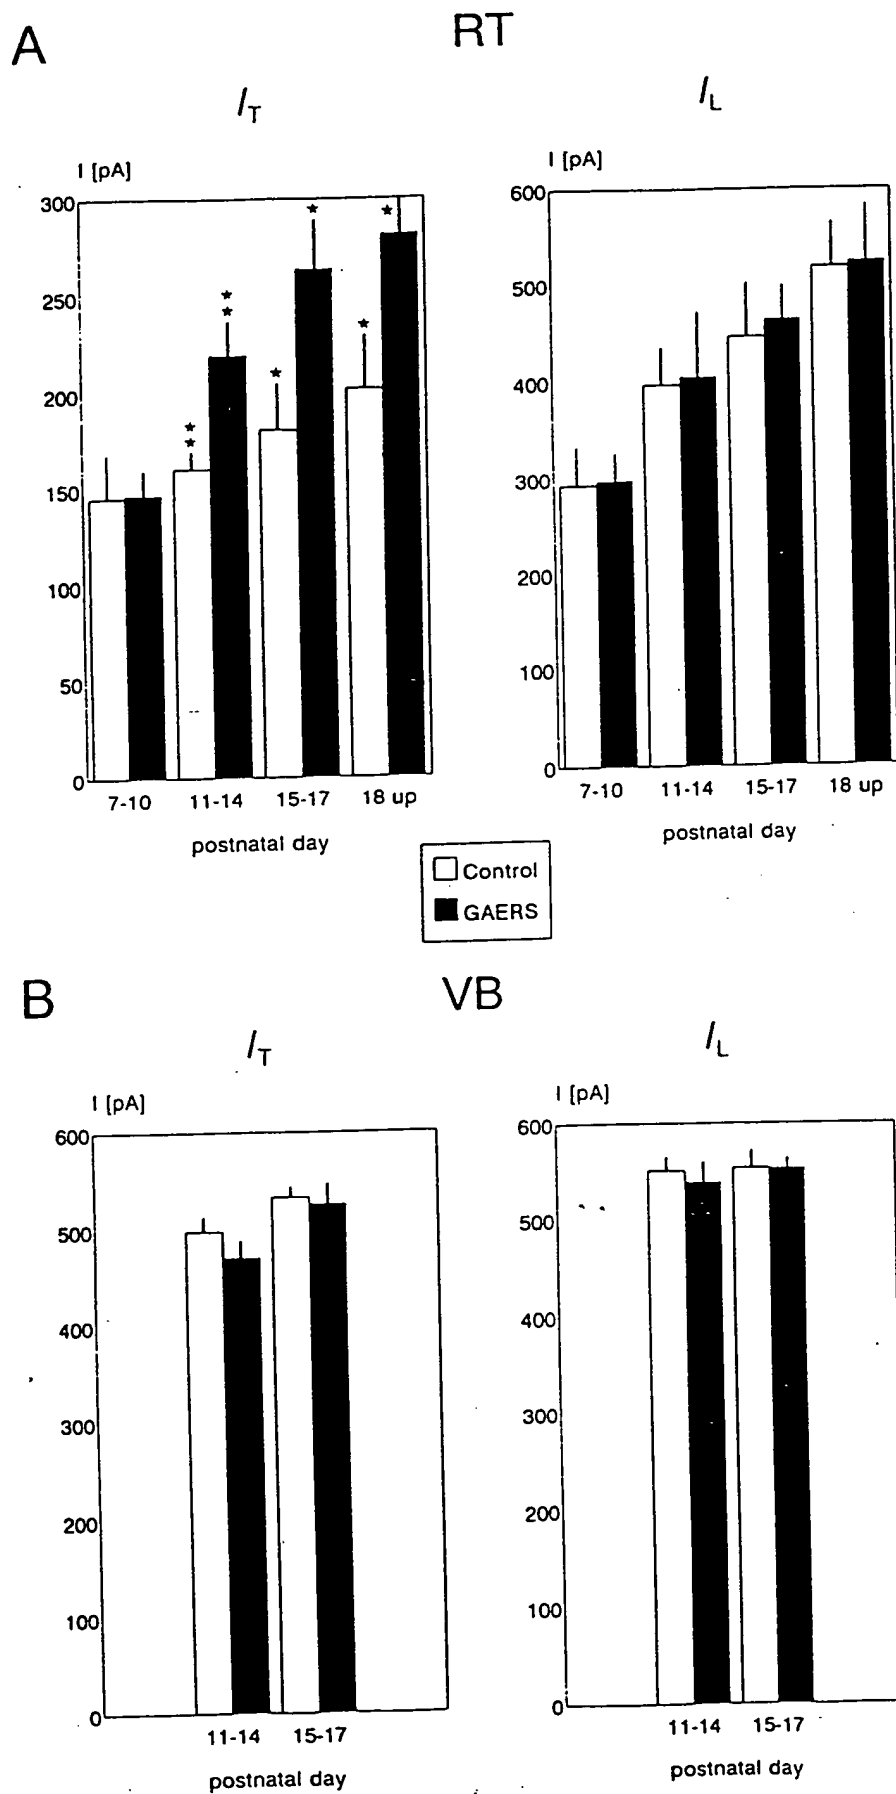 A
RT
I_T
I_L
I [pA]
I [pA]
300
250
200
150
100
50
0
600
500
400
300
200
100
0
** ** * * * *
7-10 11-14 15-17 18 up
7-10 11-14 15-17 18 up
postnatal day
postnatal day
Control
GAERS
B
VB
I_T
I_L
I [pA]
I [pA]
600
500
400
300
200
100
0
600
500
400
300
200
100
0
11-14 15-17
11-14 15-17
postnatal day
postnatal day